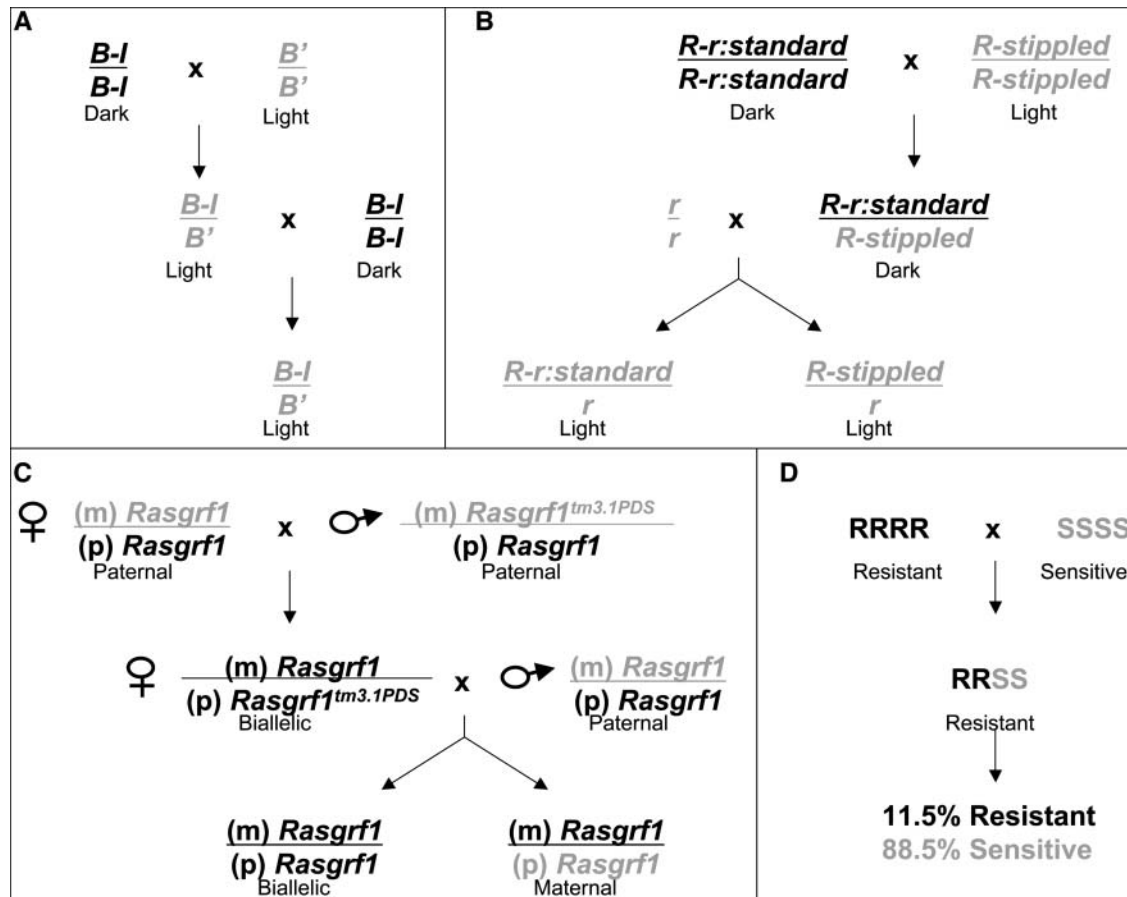 A
B-I x B'
B-I B'
Dark Light
B-I x B-I
B' B-I
Light Dark
B-I
B'
Light
B
R-r:standard x R-stippled
R-r:standard R-stippled
Dark Light
r x R-r:standard
r R-stippled
Dark
R-r:standard R-stippled
r r
Light Light
C
♀ (m) Rasgrf1 x ♂ (m) Rasgrf1tm3.1PDS
(p) Rasgrf1 (p) Rasgrf1
Paternal Paternal
♀ (m) Rasgrf1 x ♂ (m) Rasgrf1
(p) Rasgrf1tm3.1PDS (p) Rasgrf1
Biallelic Paternal
(m) Rasgrf1 (m) Rasgrf1
(p) Rasgrf1 (p) Rasgrf1
Biallelic Maternal
D
RRRR x SSSS
Resistant Sensitive
RRSS
Resistant
11.5% Resistant
88.5% Sensitive